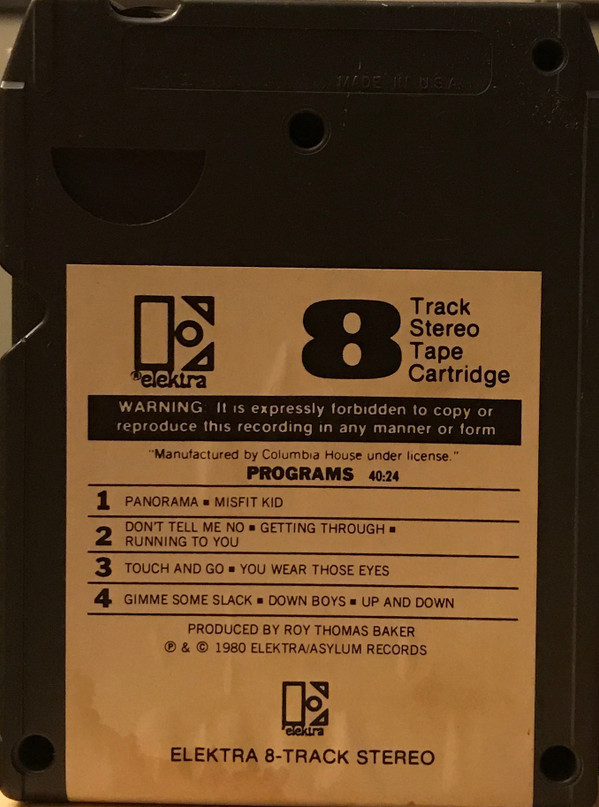 MADE IN U.S.A.
8 Track
Stereo
Tape
Cartridge
®elektra
WARNING: It is expressly forbidden to copy or
reproduce this recording in any manner or form
"Manufactured by Columbia House under license."
PROGRAMS 40:24
1 PANORAMA ■ MISFIT KID
2 DON'T TELL ME NO ■ GETTING THROUGH ■
RUNNING TO YOU
3 TOUCH AND GO ■ YOU WEAR THOSE EYES
4 GIMME SOME SLACK ■ DOWN BOYS ■ UP AND DOWN
PRODUCED BY ROY THOMAS BAKER
℗ & © 1980 ELEKTRA/ASYLUM RECORDS
elektra
ELEKTRA 8-TRACK STEREO